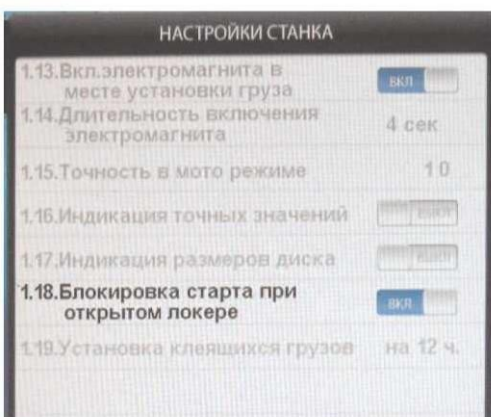 НАСТРОЙКИ СТАНКА
1.13.Вкл.электромагнита в
месте установки груза
ВКЛ
1.14.Длительность включения
электромагнита
4 сек
1.15.Точность в мото режиме
10
1.16.Индикация точных значений
ВЫКЛ
1.17.Индикация размеров диска
ВЫКЛ
1.18.Блокировка старта при
открытом локере
ВКЛ
1.19.Установка клеящихся грузов
на 12 ч.